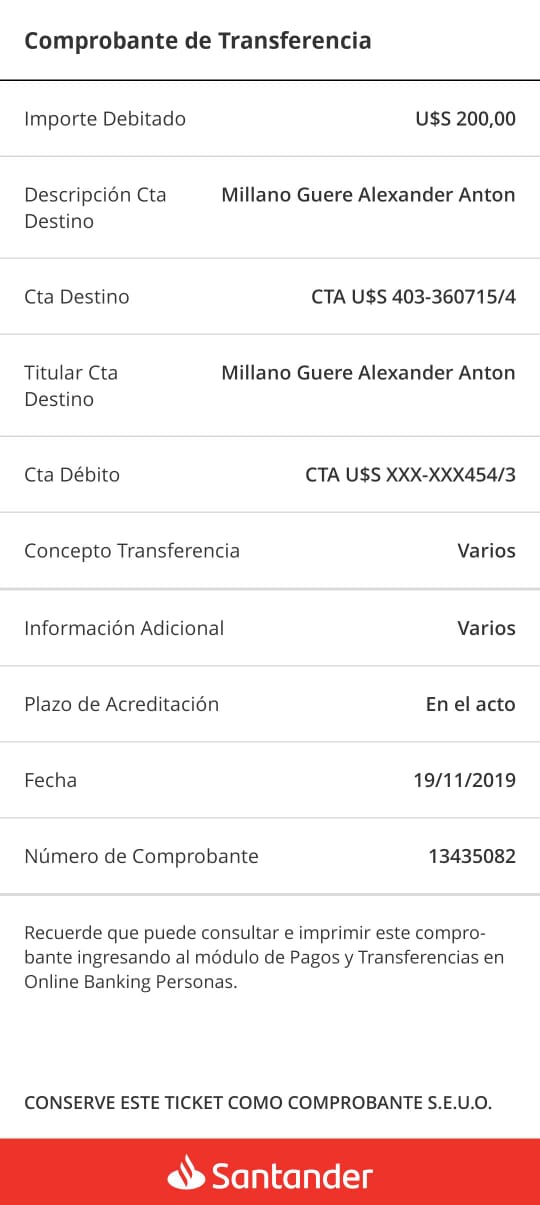 Comprobante de Transferencia
Importe Debitado U$S 200,00
Descripción Cta Millano Guere Alexander Anton
Destino
Cta Destino CTA U$S 403-360715/4
Titular Cta Millano Guere Alexander Anton
Destino
Cta Débito CTA U$S XXX-XXX454/3
Concepto Transferencia Varios
Información Adicional Varios
Plazo de Acreditación En el acto
Fecha 19/11/2019
Número de Comprobante 13435082
Recuerde que puede consultar e imprimir este compro-
bante ingresando al módulo de Pagos y Transferencias en
Online Banking Personas.
CONSERVE ESTE TICKET COMO COMPROBANTE S.E.U.O.
Santander